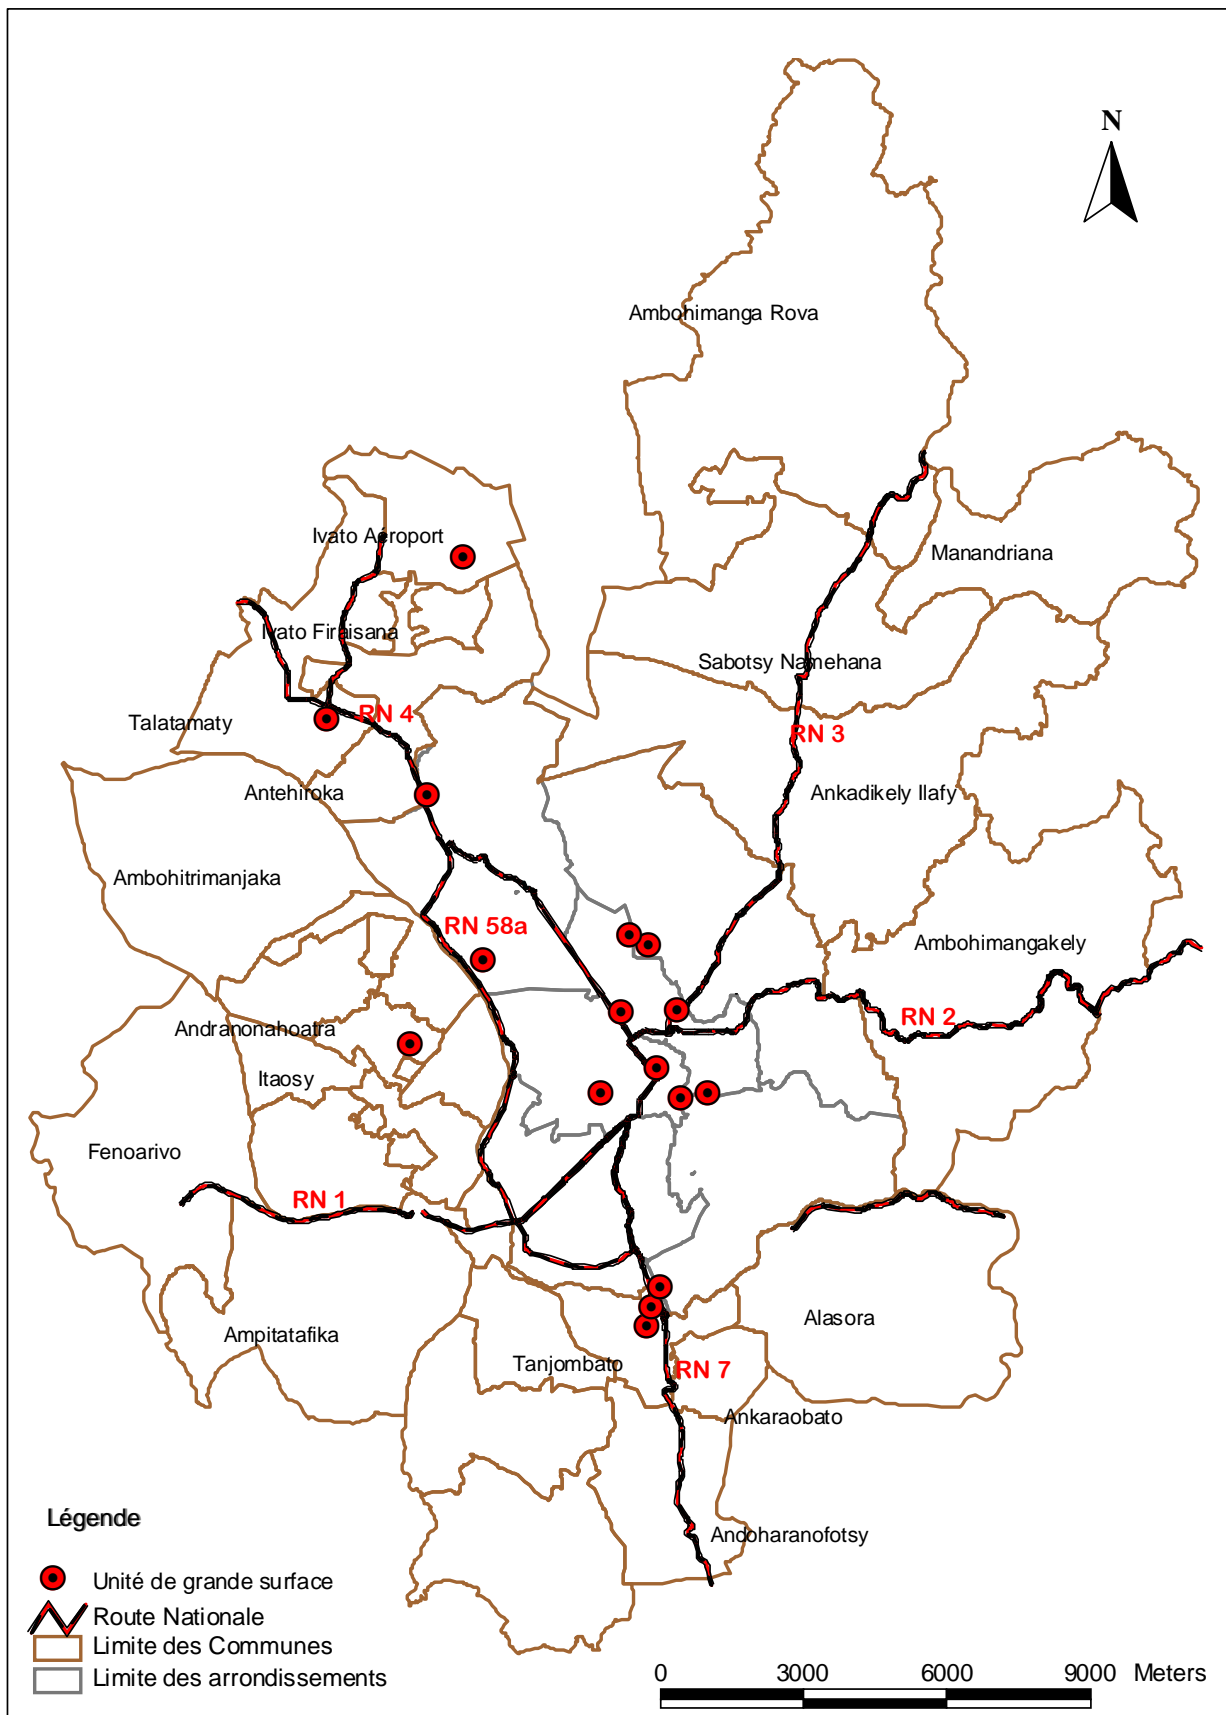 N
Ambohimanga Rova
Ivato Aéroport
Manandriana
Ivato Firaisana
Sabotsy Namehana
Talatamaty
RN 4
RN 3
Antehiroka
Ankadikely Ilafy
Ambohitrimanjaka
RN 58a
Ambohimangakely
Andranonahoatra
RN 2
Itaosy
Fenoarivo
RN 1
Alasora
Ampitatafika
Tanjombato
RN 7
Ankaraobato
Andoharanofotsy
Légende
Unité de grande surface
Route Nationale
Limite des Communes
Limite des arrondissements
0 3000 6000 9000 Meters